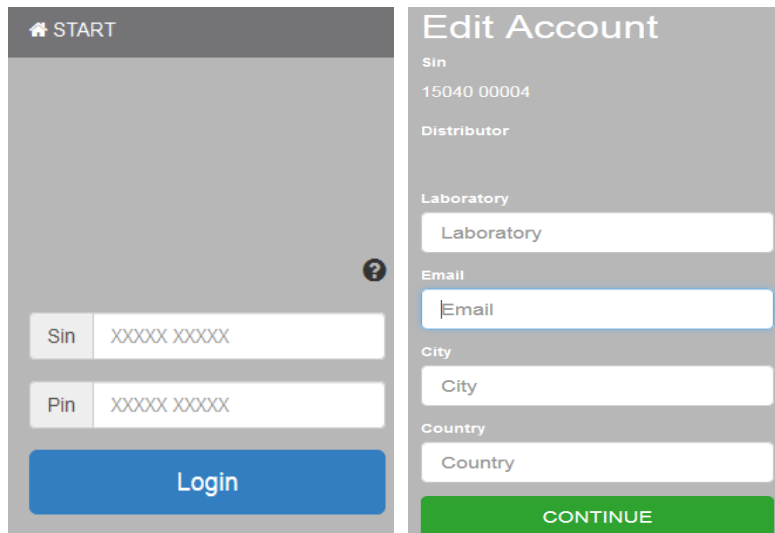 START
?
Sin XXXXX XXXXX
Pin XXXXX XXXXX
Login
Edit Account
Sin
15040 00004
Distributor
Laboratory
Laboratory
Email
Email
City
City
Country
Country
CONTINUE